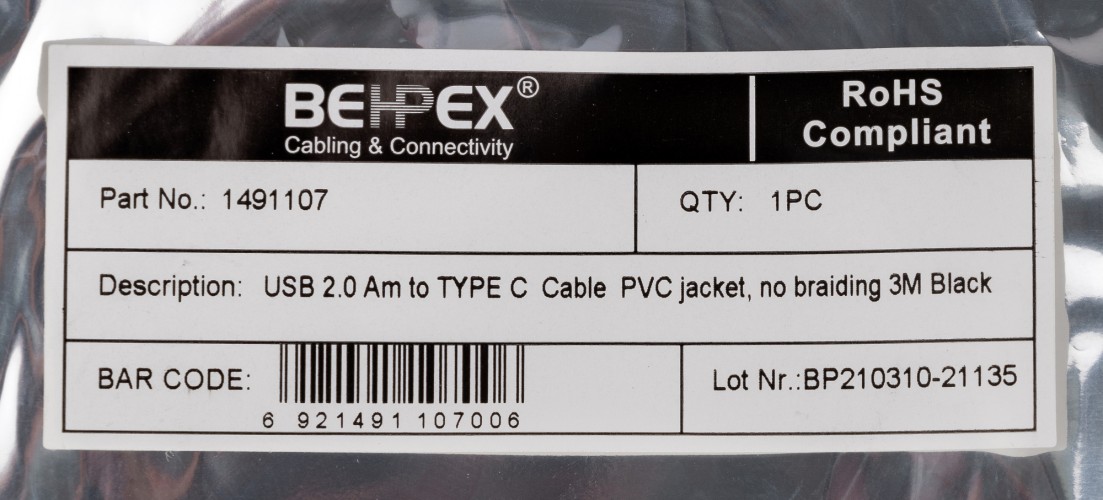 BEHPEX®
Cabling & Connectivity
RoHS
Compliant
Part No.: 1491107
QTY: 1PC
Description: USB 2.0 Am to TYPE C Cable PVC jacket, no braiding 3M Black
BAR CODE:
6 921491 107006
Lot Nr.:BP210310-21135